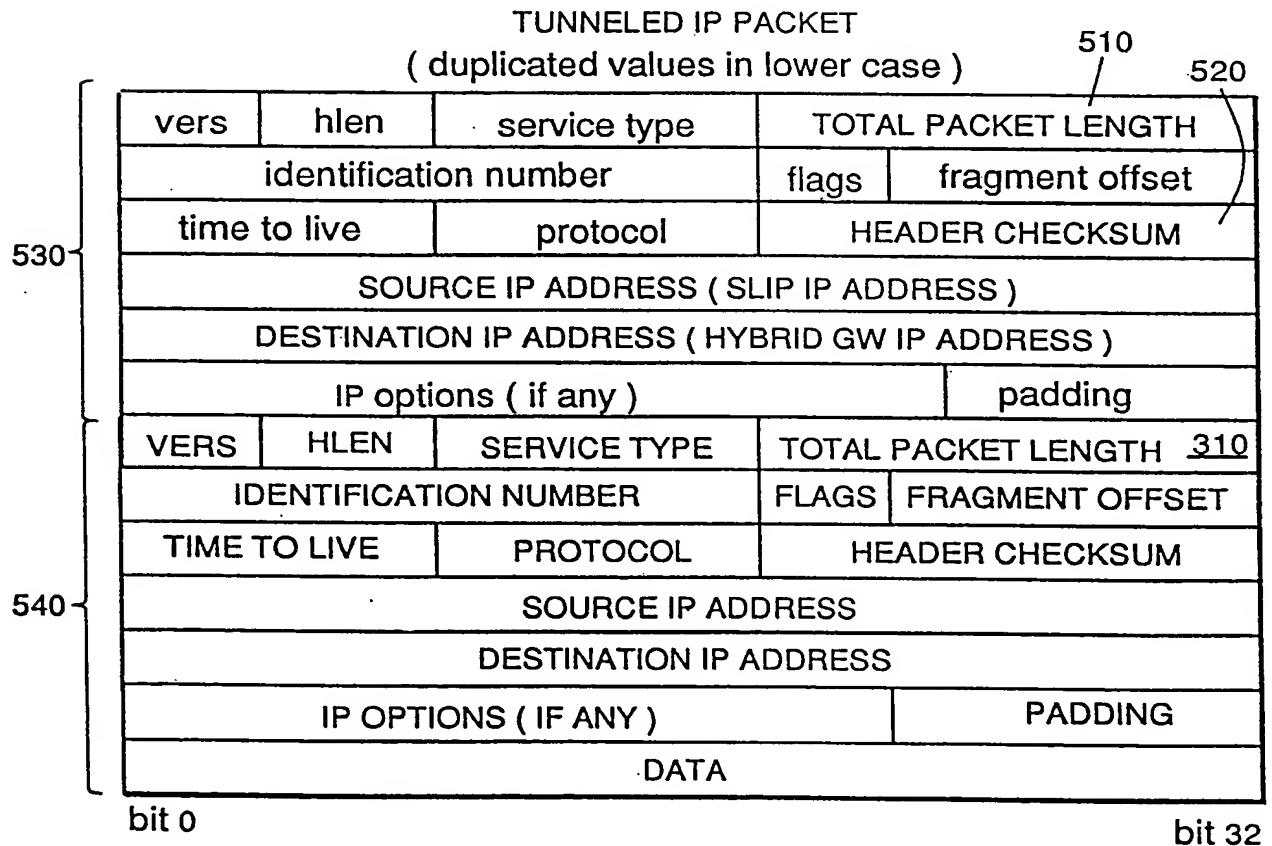 TUNNELED IP PACKET
( duplicated values in lower case )
510
520
vers hlen service type TOTAL PACKET LENGTH
identification number flags fragment offset
time to live protocol HEADER CHECKSUM
530
SOURCE IP ADDRESS ( SLIP IP ADDRESS )
DESTINATION IP ADDRESS ( HYBRID GW IP ADDRESS )
IP options ( if any ) padding
VERS HLEN SERVICE TYPE TOTAL PACKET LENGTH 310
IDENTIFICATION NUMBER FLAGS FRAGMENT OFFSET
TIME TO LIVE PROTOCOL HEADER CHECKSUM
540
SOURCE IP ADDRESS
DESTINATION IP ADDRESS
IP OPTIONS ( IF ANY ) PADDING
DATA
bit 0 bit 32